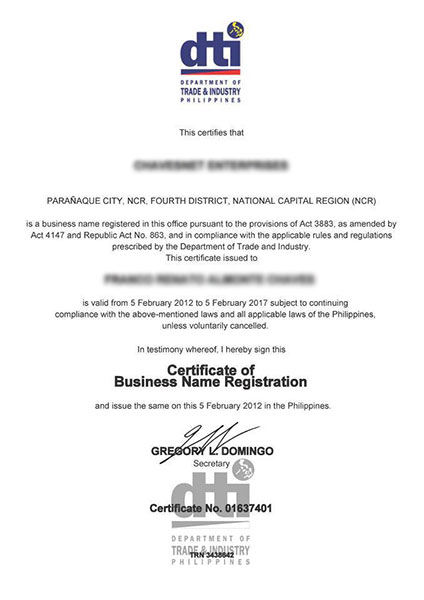 dti
DEPARTMENT OF
TRADE & INDUSTRY
PHILIPPINES
This certifies that
PARAÑAQUE CITY, NCR, FOURTH DISTRICT, NATIONAL CAPITAL REGION (NCR)
is a business name registered in this office pursuant to the provisions of Act 3883, as amended by
Act 4147 and Republic Act No. 863, and in compliance with the applicable rules and regulations
prescribed by the Department of Trade and Industry.
This certificate issued to
is valid from 5 February 2012 to 5 February 2017 subject to continuing
compliance with the above-mentioned laws and all applicable laws of the Philippines,
unless voluntarily cancelled.
In testimony whereof, I hereby sign this
Certificate of
Business Name Registration
and issue the same on this 5 February 2012 in the Philippines.
GREGORY L. DOMINGO
Secretary
dti
Certificate No. 01637401
DEPARTMENT OF
TRADE & INDUSTRY
TRN 3438642
PHILIPPINES